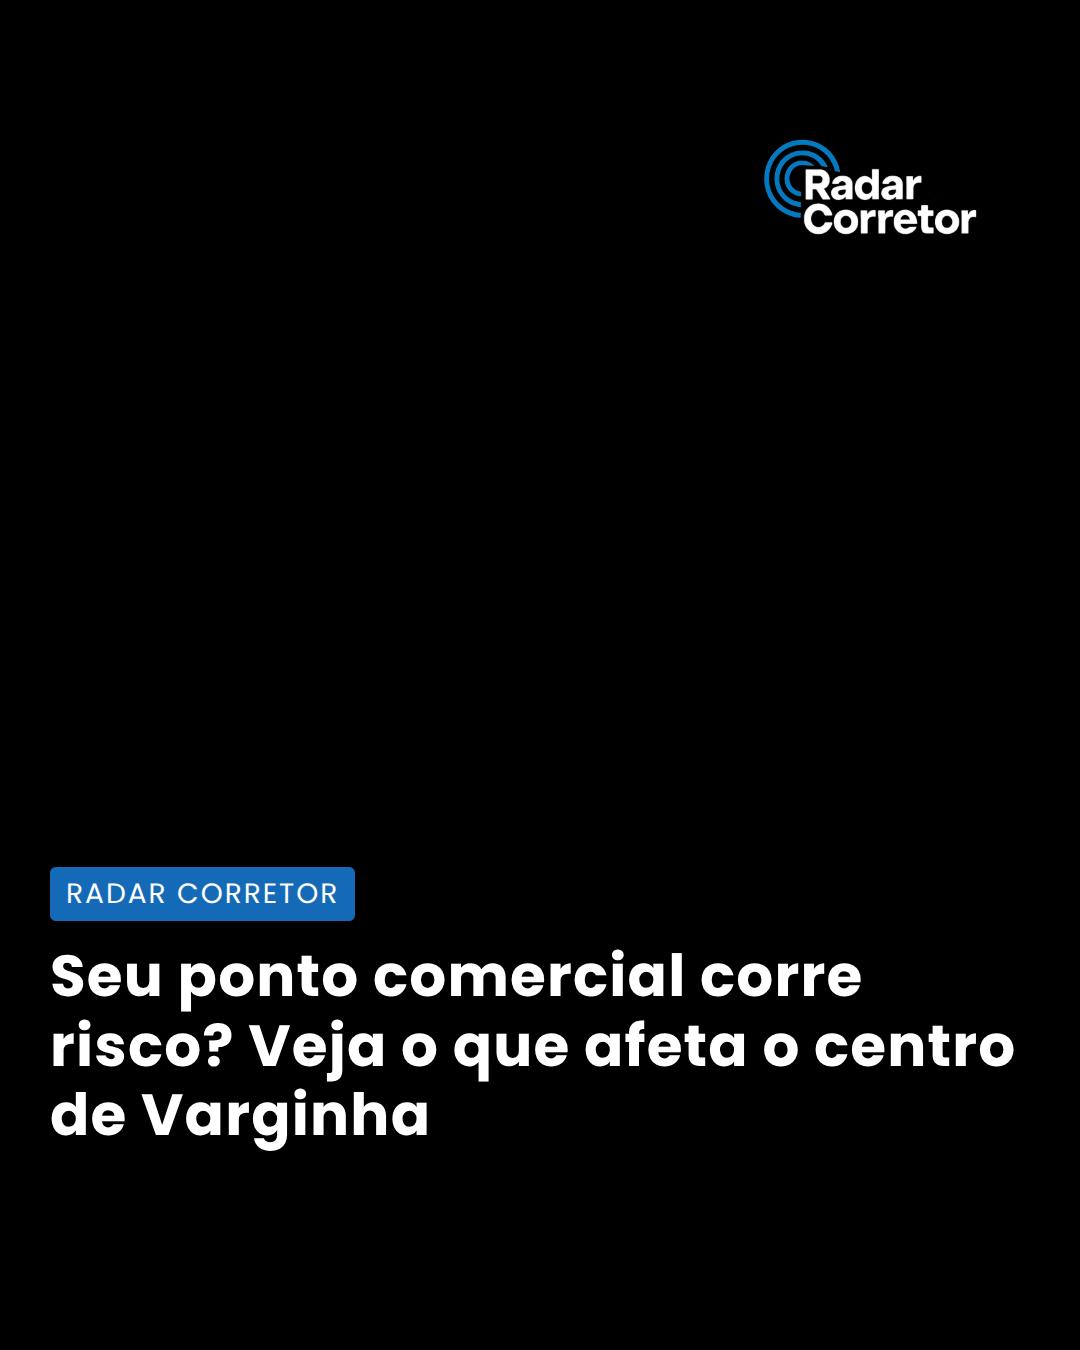 Radar
Corretor
RADAR CORRETOR
Seu ponto comercial corre
risco? Veja o que afeta o centro
de Varginha